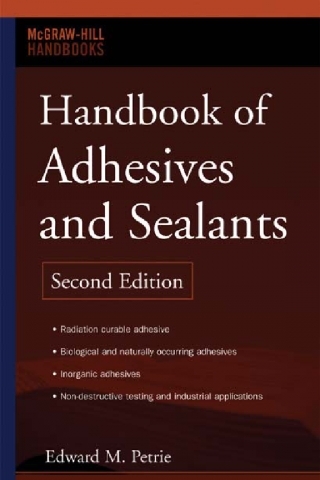 McGRAW-HILL
HANDBOOKS
Handbook of
Adhesives
and Sealants
Second Edition
• Radiation curable adhesive
• Biological and naturally occurring adhesives
• Inorganic adhesives
• Non-destructive testing and industrial applications
Edward M. Petrie